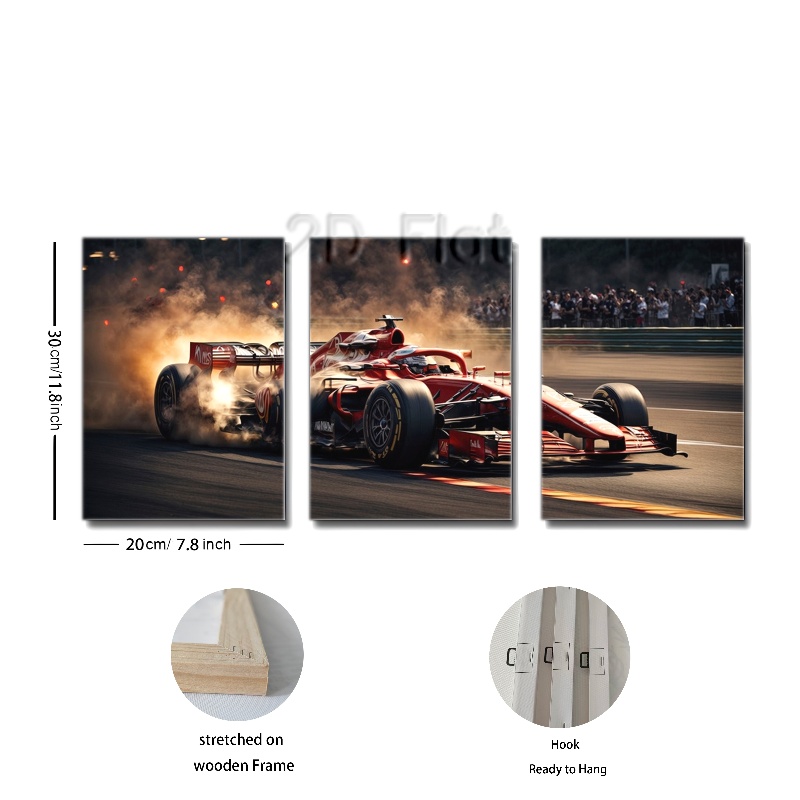 2D Flat
30cm/11.8inch
20cm/ 7.8 inch
stretched on
wooden Frame
Hook
Ready to Hang